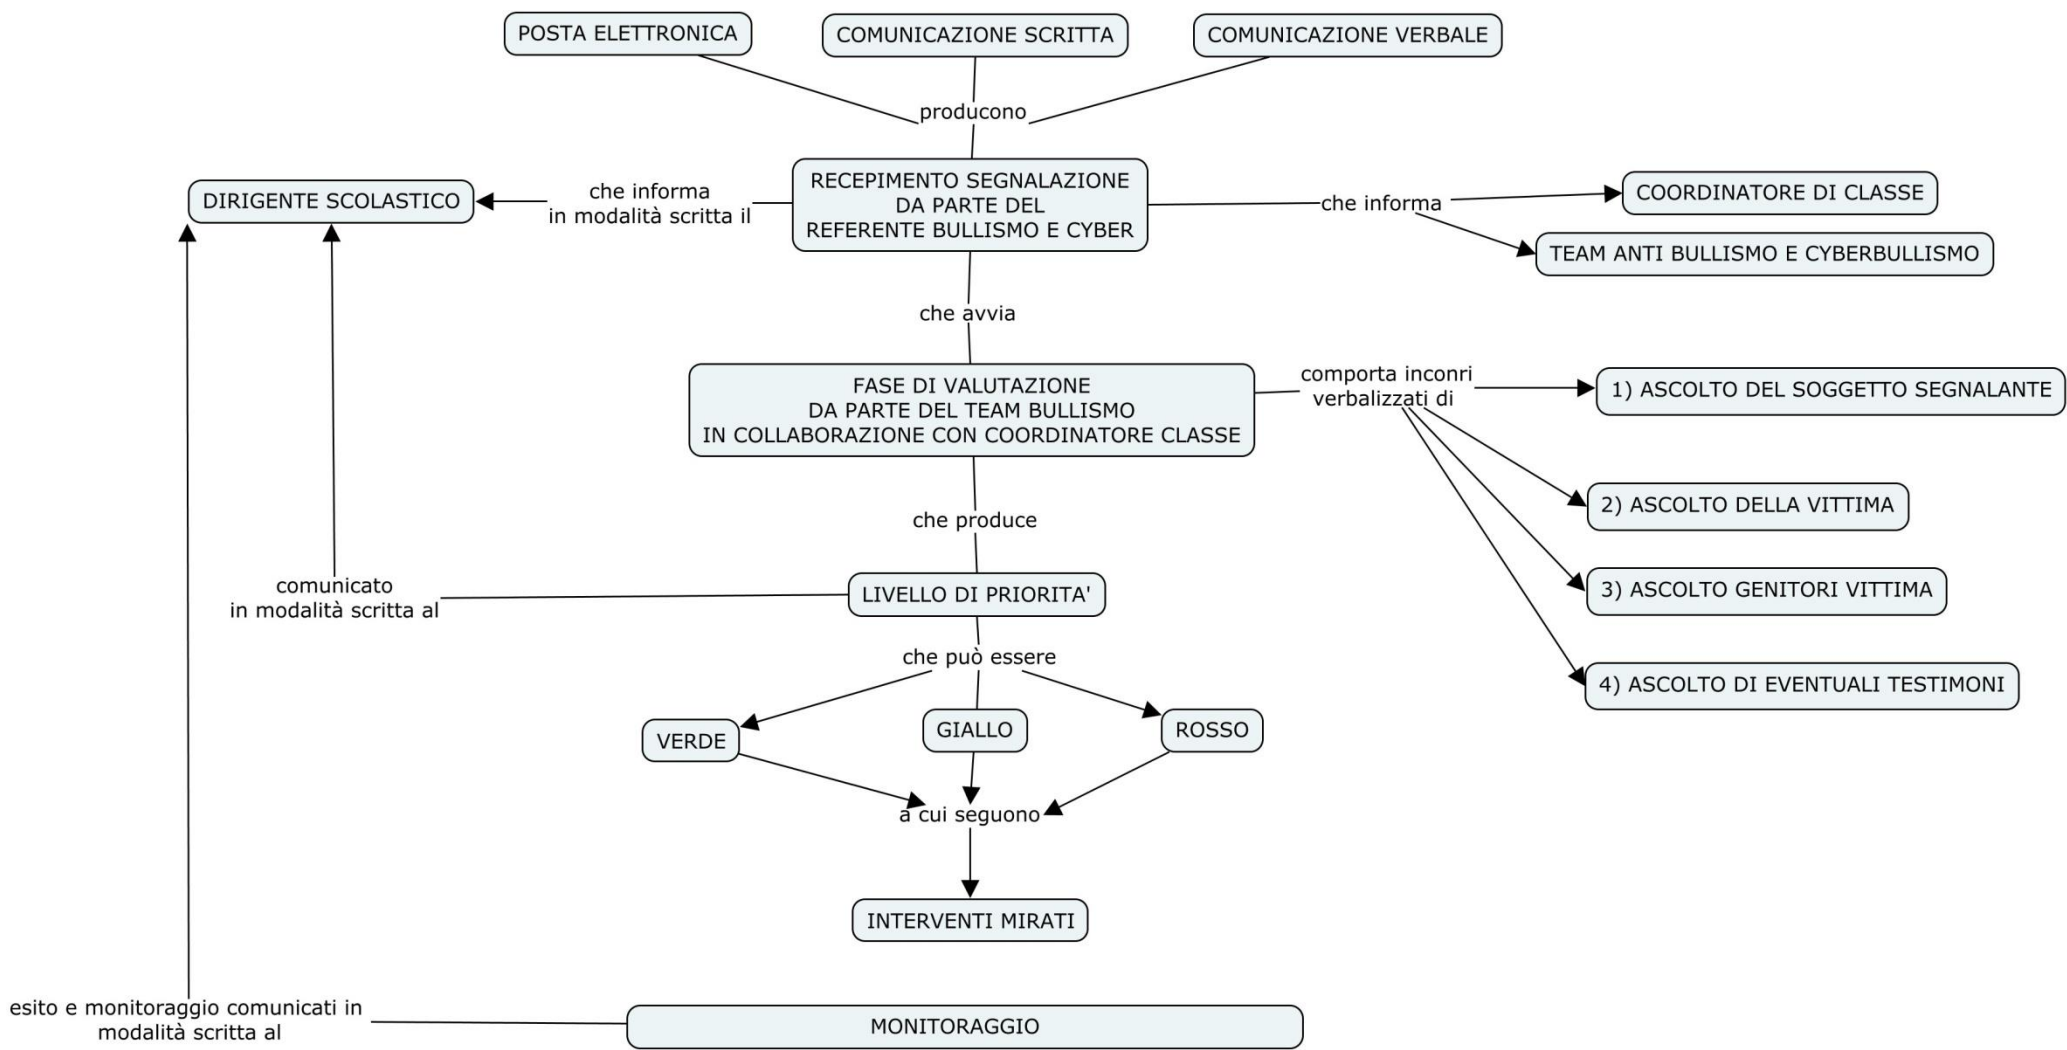 POSTA ELETTRONICA
COMUNICAZIONE SCRITTA
COMUNICAZIONE VERBALE
producono
DIRIGENTE SCOLASTICO
che informa
in modalità scritta il
RECEPIMENTO SEGNALAZIONE
DA PARTE DEL
REFERENTE BULLISMO E CYBER
che informa
COORDINATORE DI CLASSE
TEAM ANTI BULLISMO E CYBERBULLISMO
che avvia
FASE DI VALUTAZIONE
DA PARTE DEL TEAM BULLISMO
IN COLLABORAZIONE CON COORDINATORE CLASSE
comporta inconri
verbalizzati di
1) ASCOLTO DEL SOGGETTO SEGNALANTE
2) ASCOLTO DELLA VITTIMA
3) ASCOLTO GENITORI VITTIMA
4) ASCOLTO DI EVENTUALI TESTIMONI
che produce
comunicato
in modalità scritta al
LIVELLO DI PRIORITA'
che può essere
VERDE
GIALLO
ROSSO
a cui seguono
INTERVENTI MIRATI
esito e monitoraggio comunicati in
modalità scritta al
MONITORAGGIO